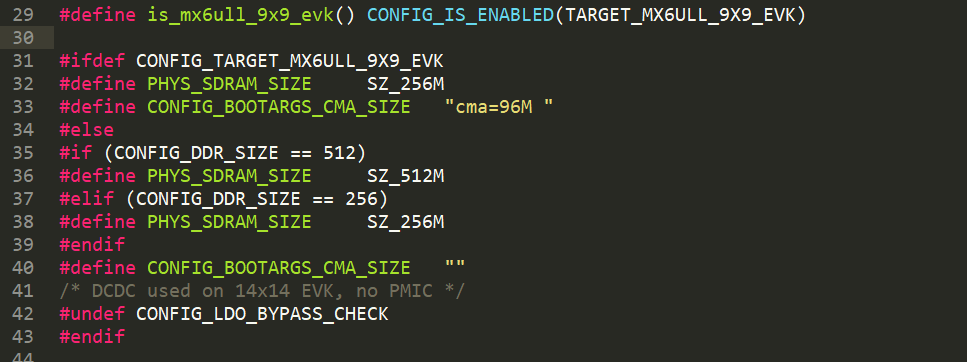 29 #define is_mx6ull_9x9_evk() CONFIG_IS_ENABLED(TARGET_MX6ULL_9X9_EVK)
30
31 #ifdef CONFIG_TARGET_MX6ULL_9X9_EVK
32 #define PHYS_SDRAM_SIZE     SZ_256M
33 #define CONFIG_BOOTARGS_CMA_SIZE   "cma=96M "
34 #else
35 #if (CONFIG_DDR_SIZE == 512)
36 #define PHYS_SDRAM_SIZE     SZ_512M
37 #elif (CONFIG_DDR_SIZE == 256)
38 #define PHYS_SDRAM_SIZE     SZ_256M
39 #endif
40 #define CONFIG_BOOTARGS_CMA_SIZE   ""
41 /* DCDC used on 14x14 EVK, no PMIC */
42 #undef CONFIG_LDO_BYPASS_CHECK
43 #endif
44